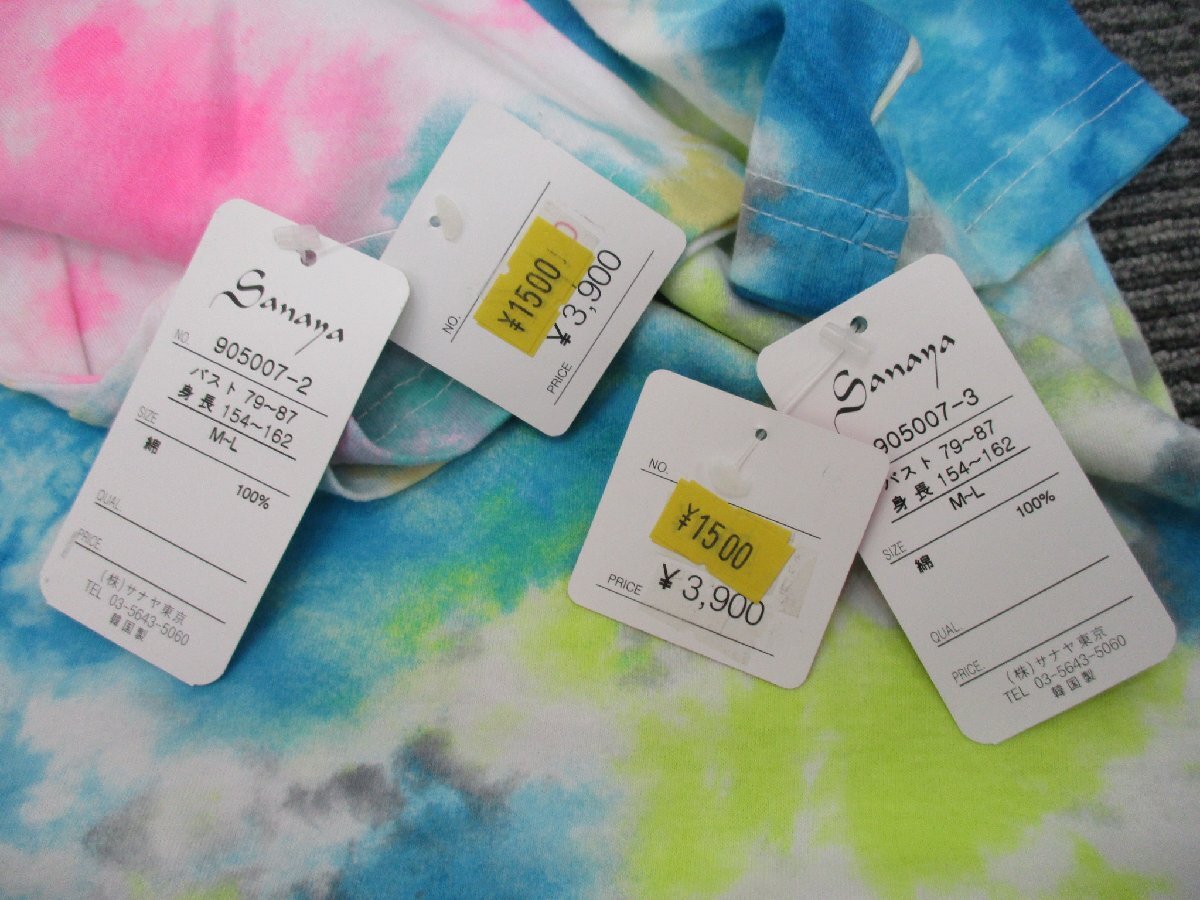 Sanaya
NO. 905007-2
バスト 79~87
身長 154~162
SIZE M-L
綿 100%
QUAL.
PRICE.
(株)サナヤ東京
TEL 03-5643-5060
韓国製
NO.
¥1500
¥3,900
PRICE
NO.
¥1500
PRICE ¥3,900
Sanaya
905007-3
バスト 79~87
身長 154~162
SIZE M-L
綿 100%
QUAL.
PRICE.
(株)サナヤ東京
TEL 03-5643-5060
韓国製